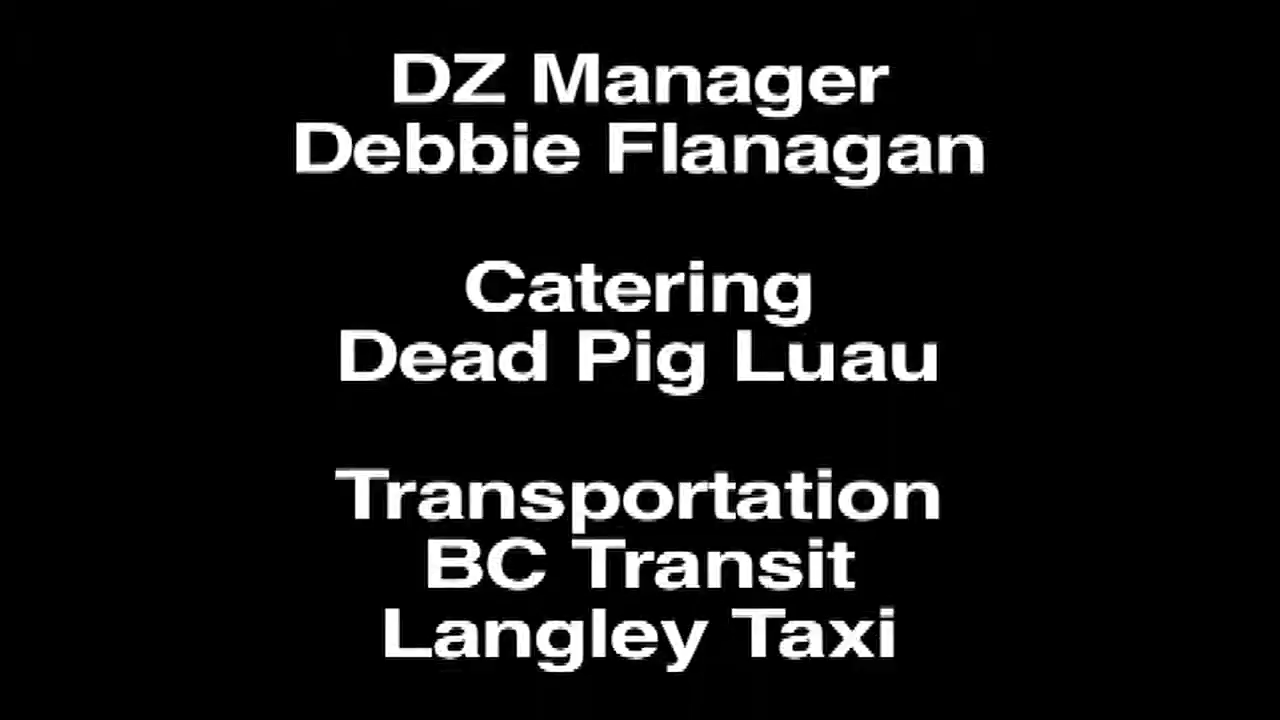 DZ Manager
Debbie Flanagan
Catering
Dead Pig Luau
Transportation
BC Transit
Langley Taxi